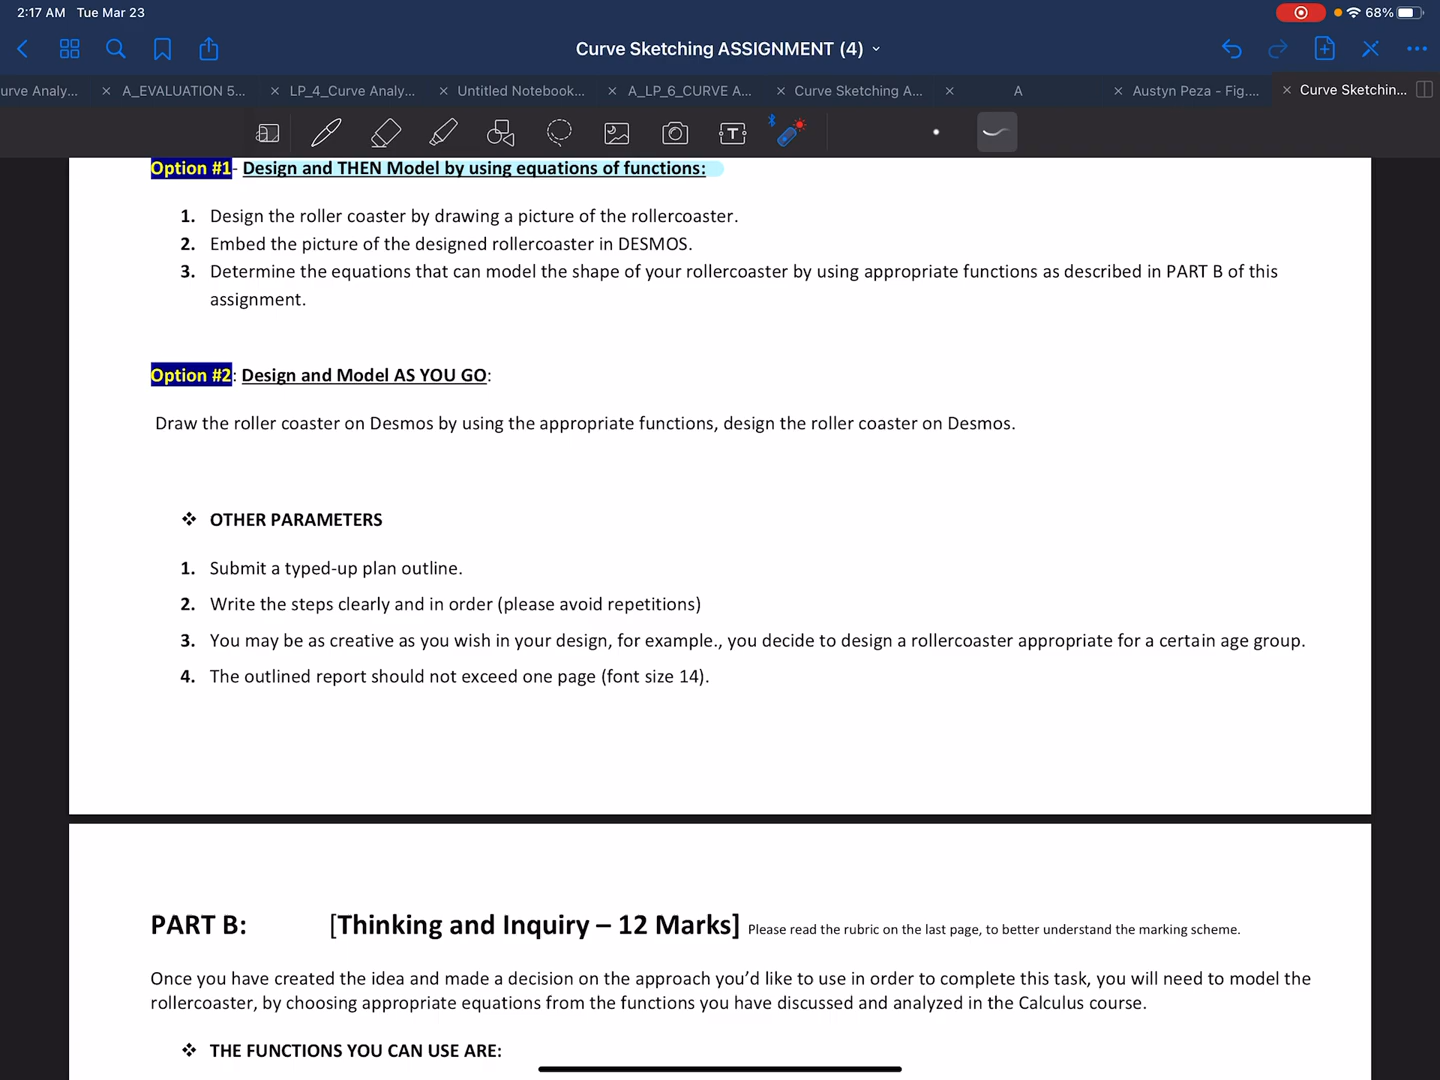 2:17 AM Tue Mar 23
68%
Curve Sketching ASSIGNMENT (4)
urve Analy...
A_EVALUATION 5...
LP_4_Curve Analy...
Untitled Notebook...
A_LP_6_CURVE A...
Curve Sketching A...
A
Austyn Peza - Fig....
Curve Sketchin...
Option #1- Design and THEN Model by using equations of functions:
1. Design the roller coaster by drawing a picture of the rollercoaster.
2. Embed the picture of the designed rollercoaster in DESMOS.
3. Determine the equations that can model the shape of your rollercoaster by using appropriate functions as described in PART B of this
assignment.
Option #2: Design and Model AS YOU GO:
Draw the roller coaster on Desmos by using the appropriate functions, design the roller coaster on Desmos.
❖ OTHER PARAMETERS
1. Submit a typed-up plan outline.
2. Write the steps clearly and in order (please avoid repetitions)
3. You may be as creative as you wish in your design, for example., you decide to design a rollercoaster appropriate for a certain age group.
4. The outlined report should not exceed one page (font size 14).
PART B: [Thinking and Inquiry – 12 Marks] Please read the rubric on the last page, to better understand the marking scheme.
Once you have created the idea and made a decision on the approach you’d like to use in order to complete this task, you will need to model the
rollercoaster, by choosing appropriate equations from the functions you have discussed and analyzed in the Calculus course.
❖ THE FUNCTIONS YOU CAN USE ARE: